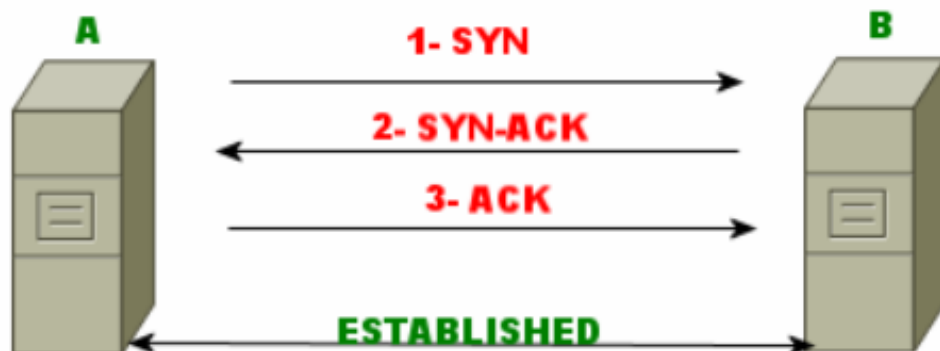 A
B
1- SYN
2- SYN-ACK
3- ACK
ESTABLISHED